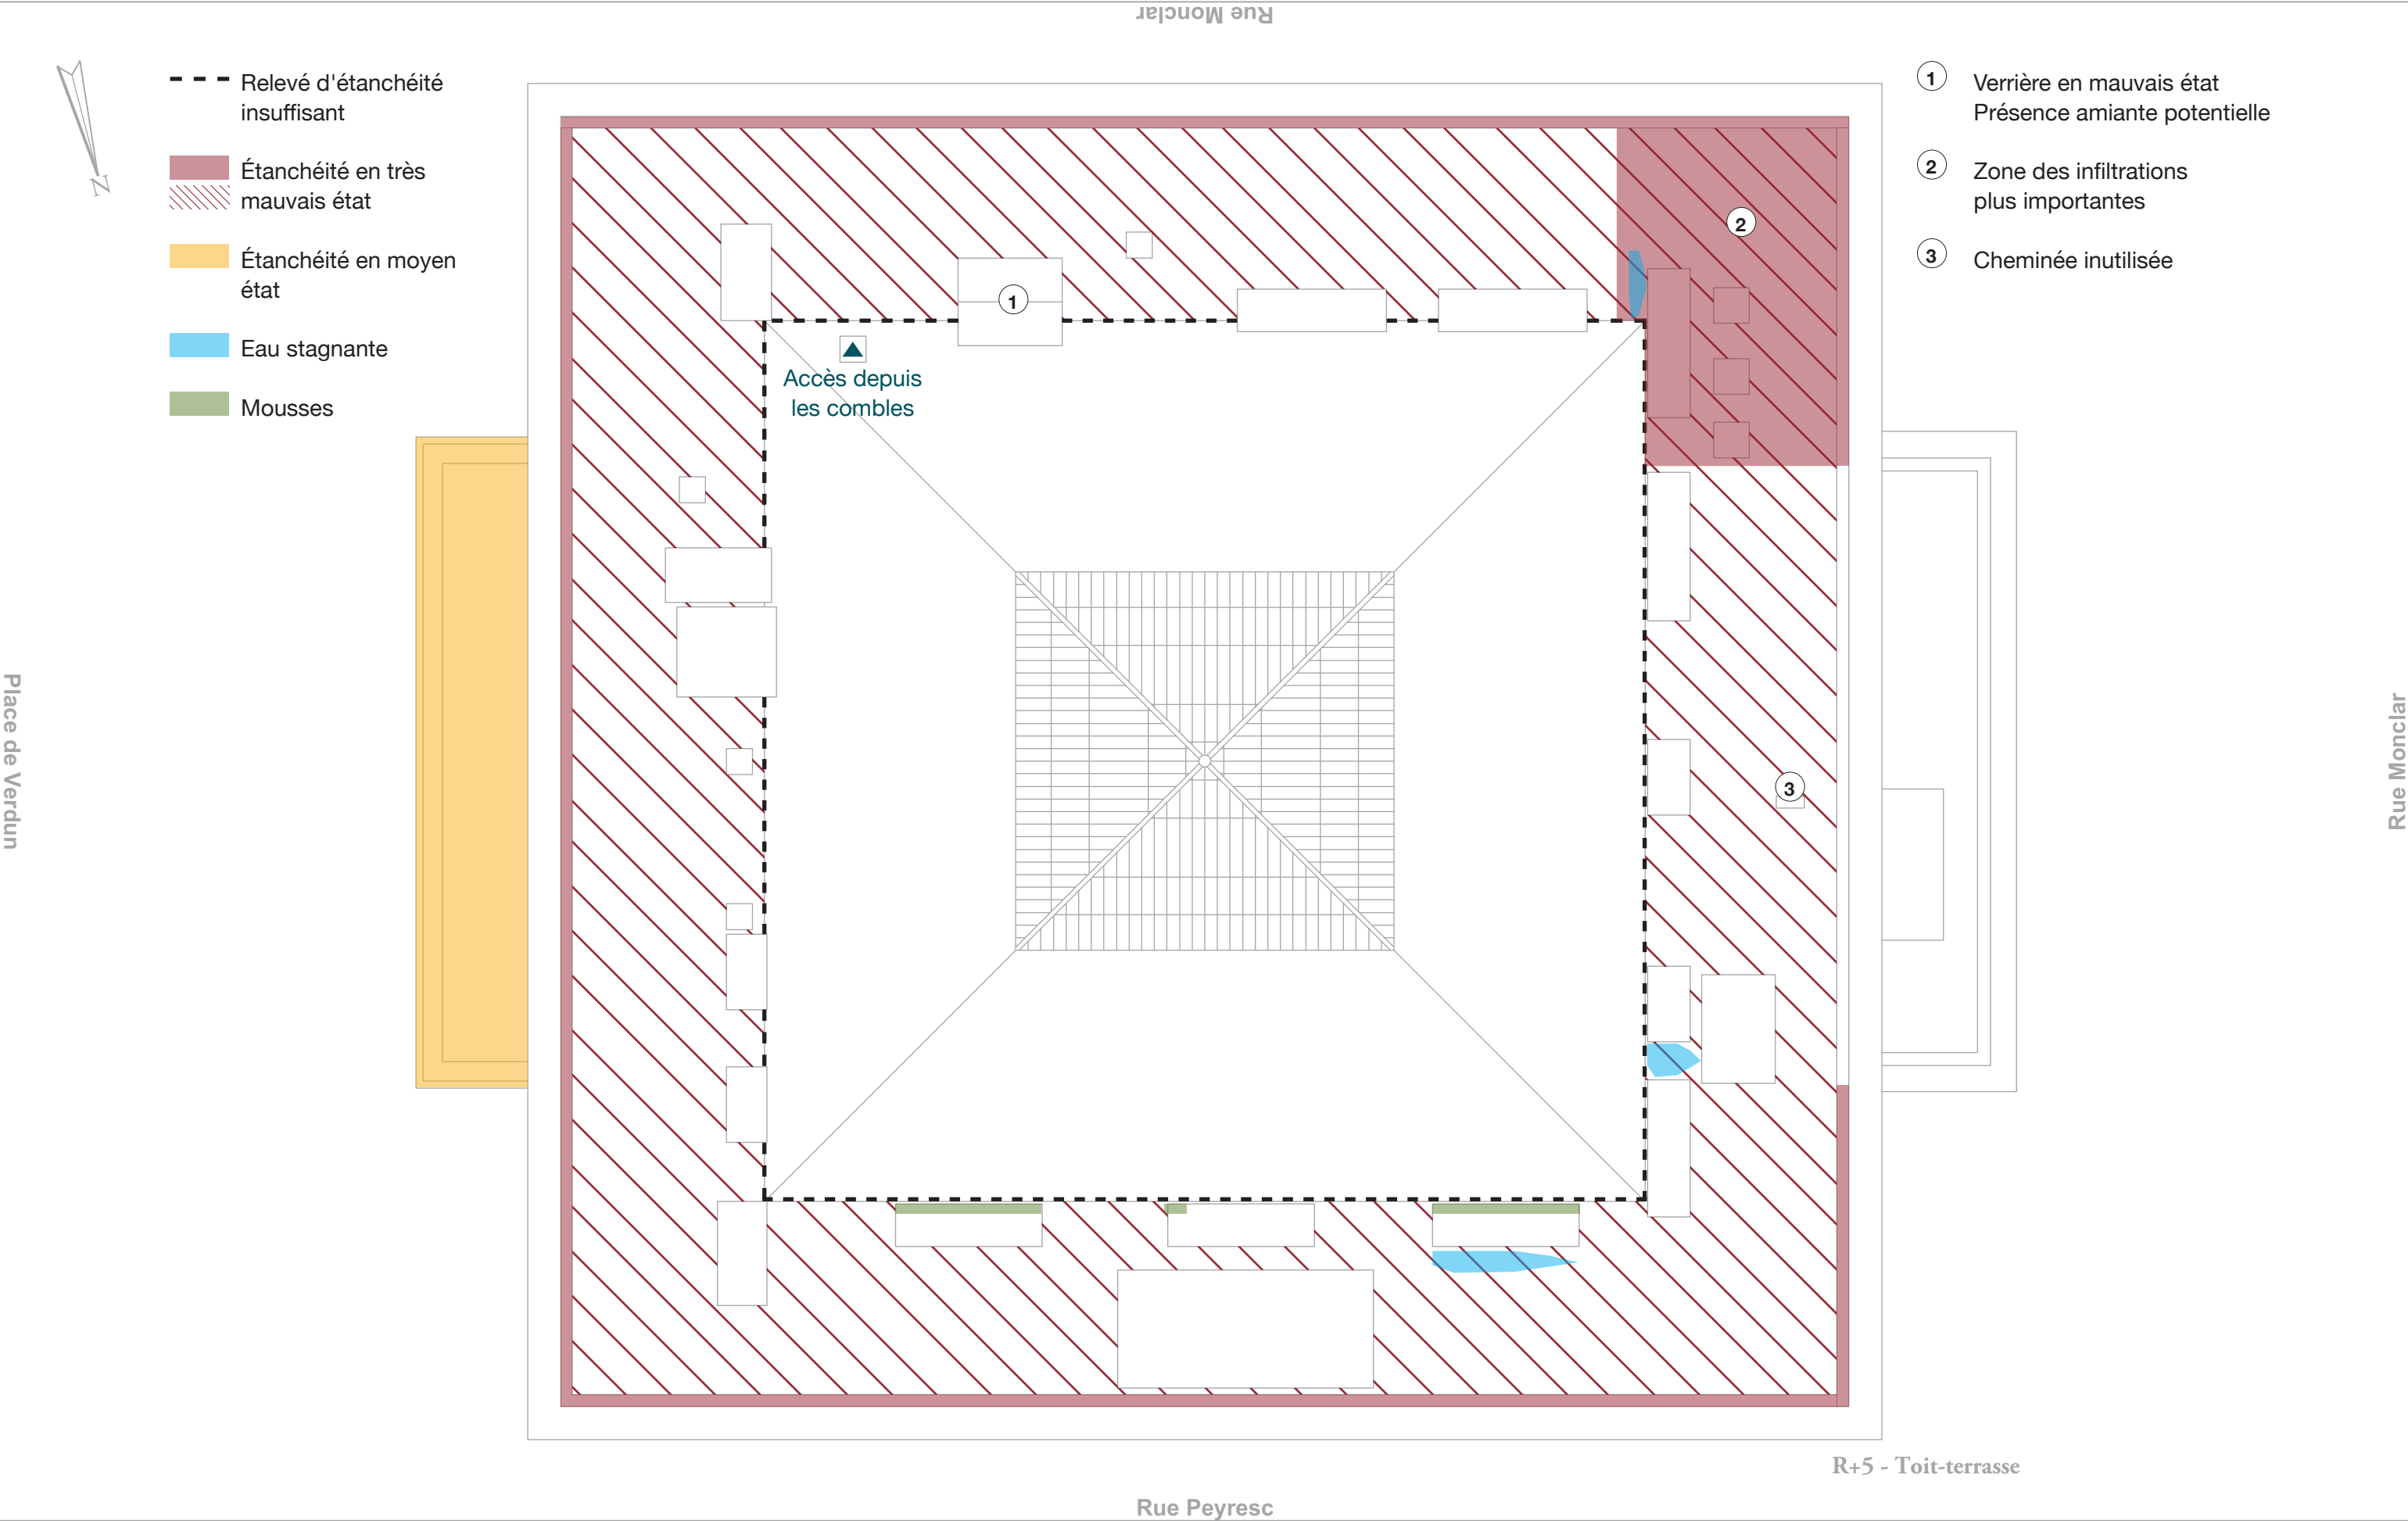 Rue Monclar
N
Relevé d'étanchéité
insuffisant
Étanchéité en très
mauvais état
Étanchéité en moyen
état
Eau stagnante
Mousses
1
Verrière en mauvais état
Présence amiante potentielle
2
Zone des infiltrations
plus importantes
3
Cheminée inutilisée
2
1
Accès depuis
les combles
3
Place de Verdun
Rue Monclar
R+5 - Toit-terrasse
Rue Peyresc